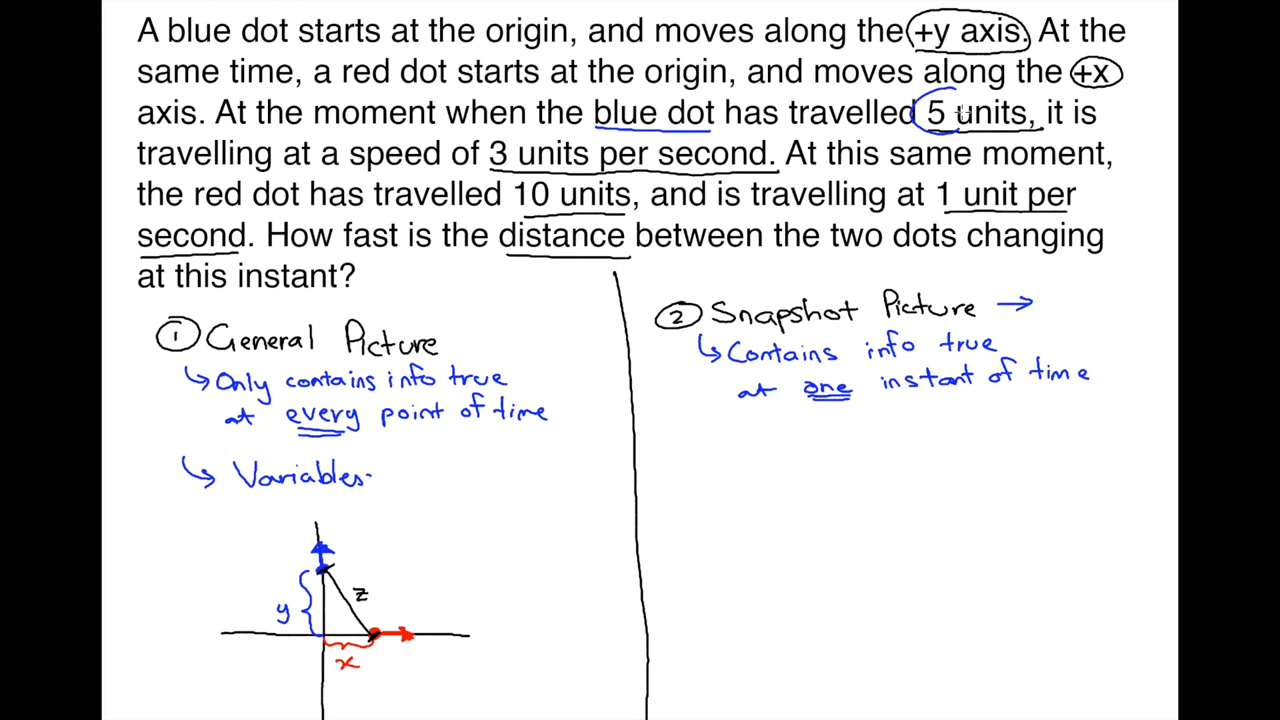 A blue dot starts at the origin, and moves along the +y axis. At the
same time, a red dot starts at the origin, and moves along the +x
axis. At the moment when the blue dot has travelled 5 units, it is
travelling at a speed of 3 units per second. At this same moment,
the red dot has travelled 10 units, and is travelling at 1 unit per
second. How fast is the distance between the two dots changing
at this instant?
① General Picture
↳ Only contains info true
at every point of time
↳ Variables
y
z
x
② Snapshot Picture →
↳ Contains info true
at one instant of time